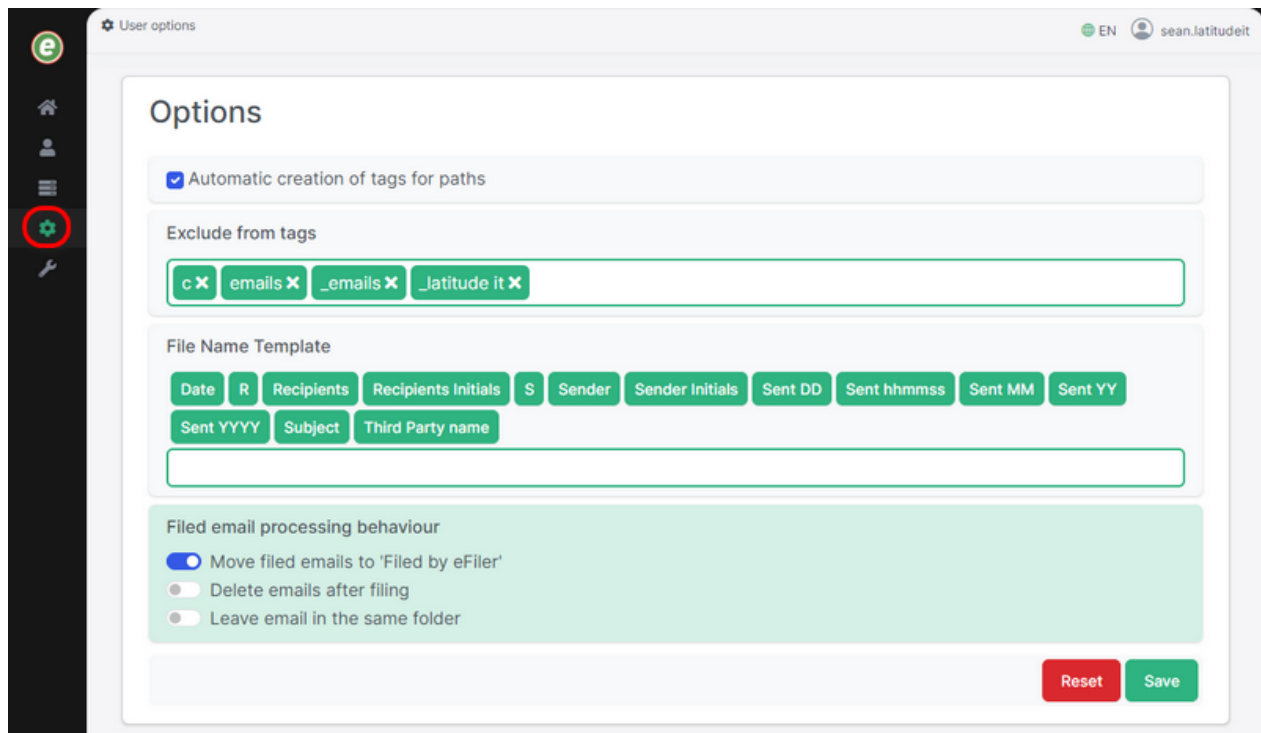 User options
EN sean.latitudeit
e
Options
Automatic creation of tags for paths
Exclude from tags
c emails _emails _latitude it
File Name Template
Date R Recipients Recipients Initials S Sender Sender Initials Sent DD Sent hhmmss Sent MM Sent YY
Sent YYYY Subject Third Party name
Filed email processing behaviour
Move filed emails to 'Filed by eFiler'
Delete emails after filing
Leave email in the same folder
Reset Save